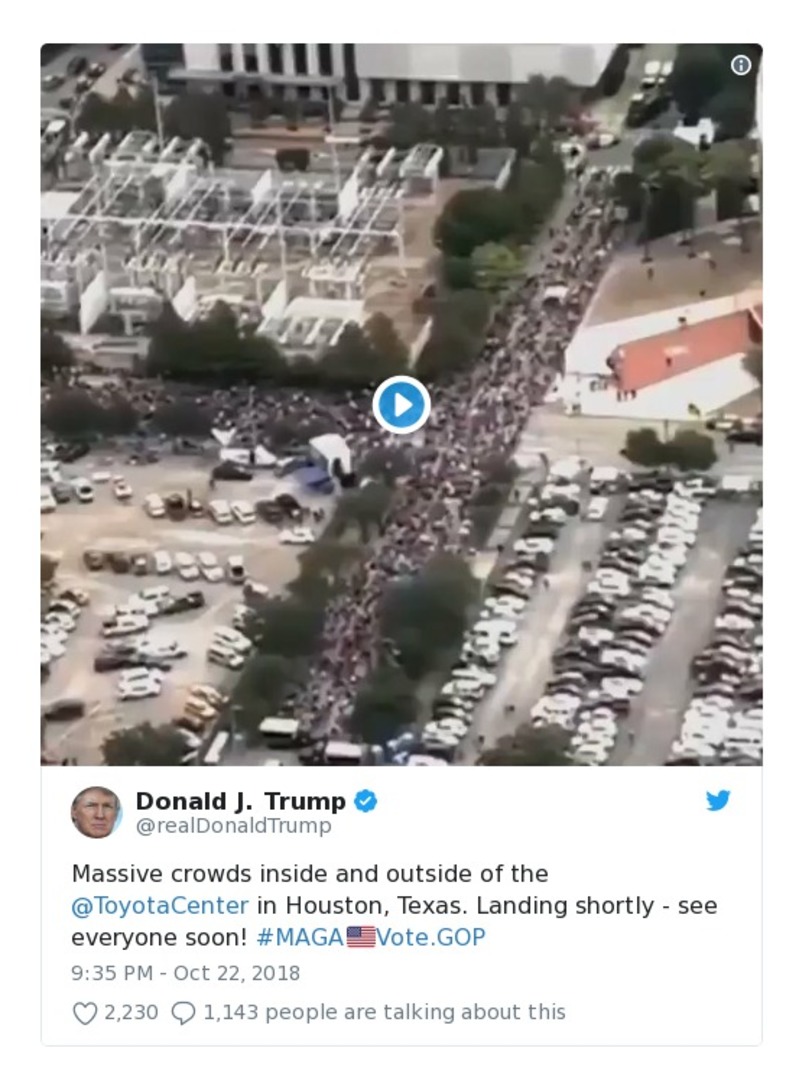 Donald J. Trump
@realDonaldTrump
Massive crowds inside and outside of the
@ToyotaCenter in Houston, Texas. Landing shortly - see
everyone soon! #MAGA🇺🇸Vote.GOP
9:35 PM - Oct 22, 2018
2,230 1,143 people are talking about this